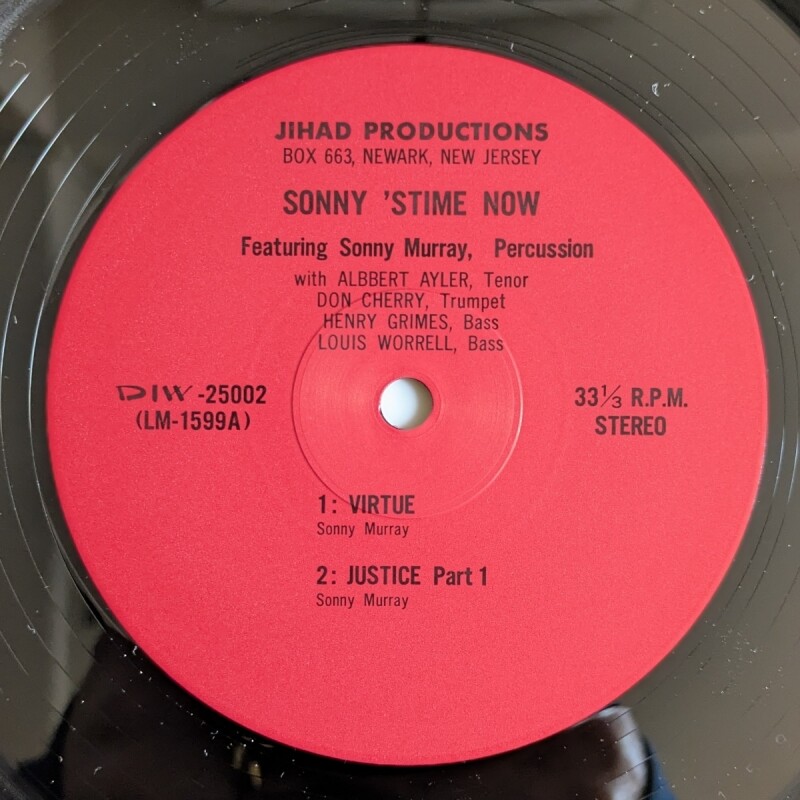 JIHAD PRODUCTIONS
BOX 663, NEWARK, NEW JERSEY
SONNY 'STIME NOW
Featuring Sonny Murray, Percussion
with ALBBERT AYLER, Tenor
DON CHERRY, Trumpet
HENRY GRIMES, Bass
LOUIS WORRELL, Bass
DIW -25002
(LM-1599A)
33⅓ R.P.M.
STEREO
1: VIRTUE
Sonny Murray
2: JUSTICE Part 1
Sonny Murray